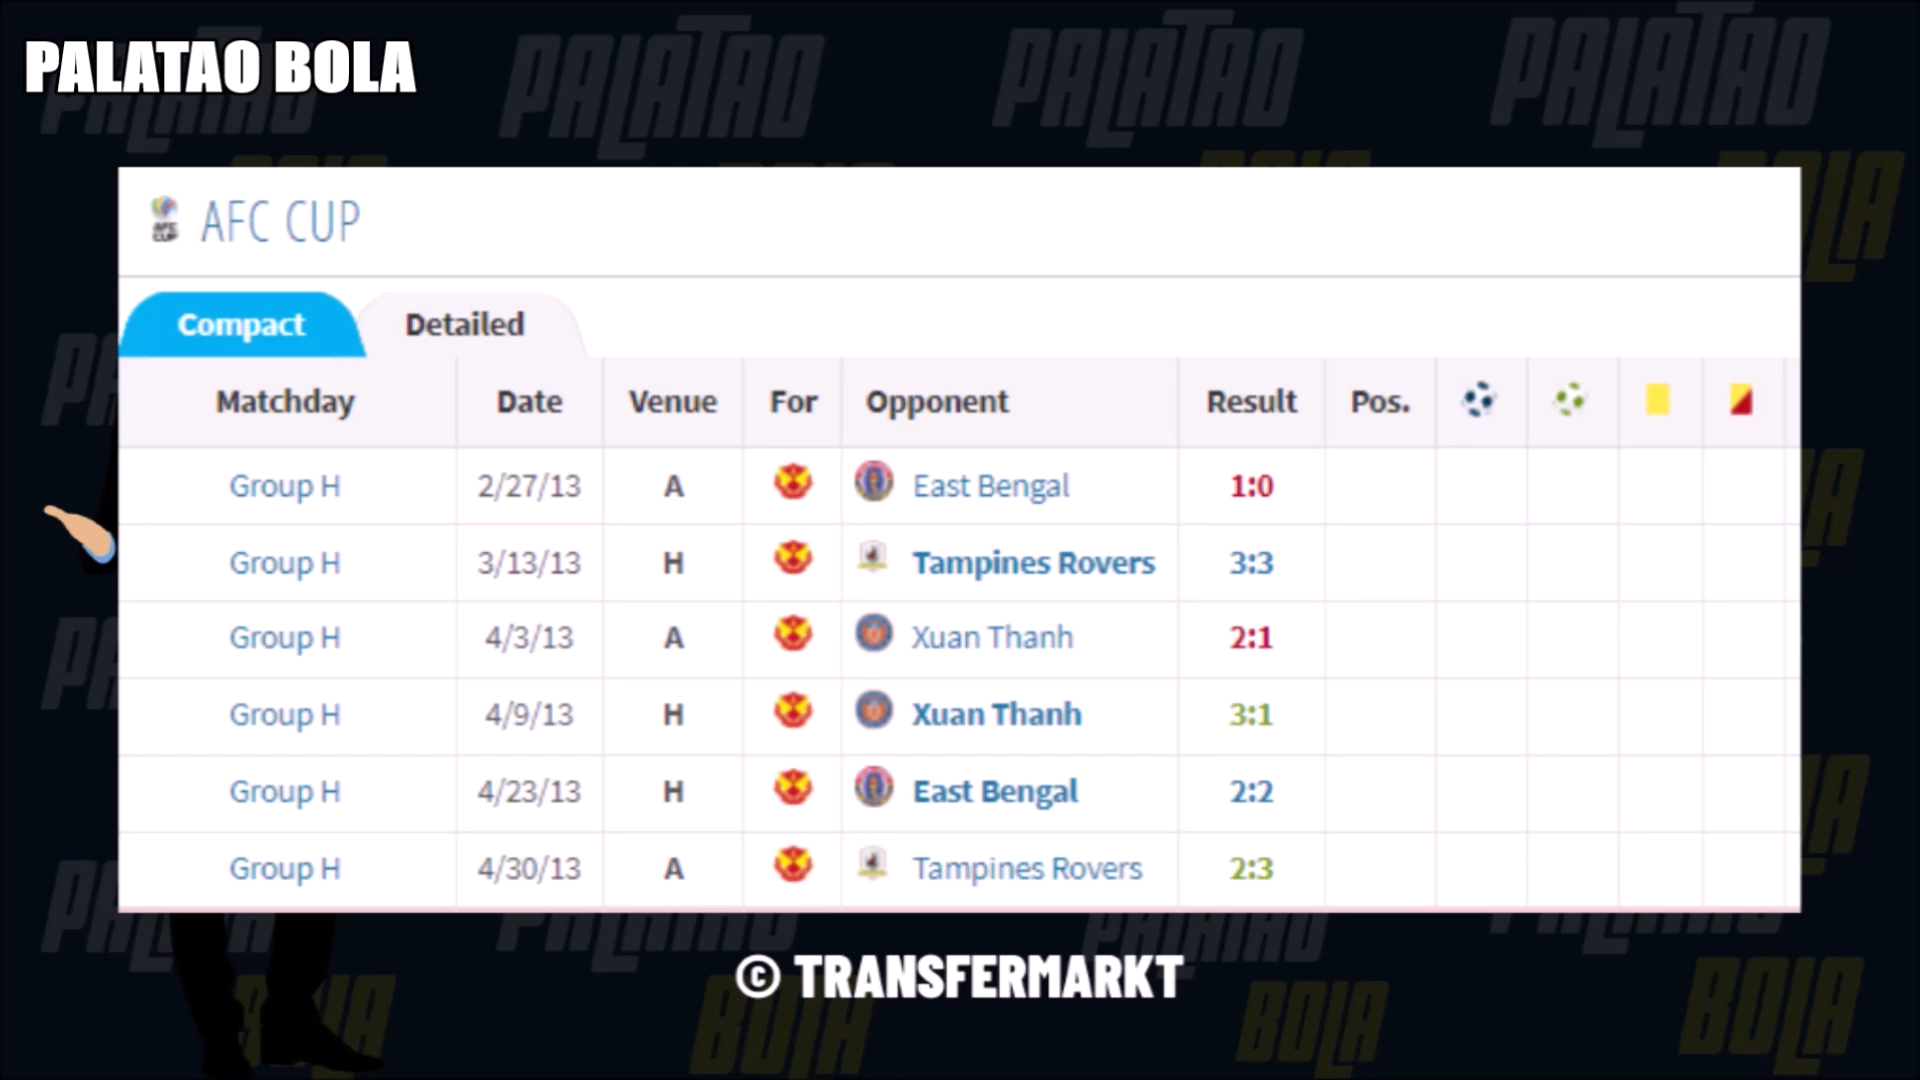 PALATAO BOLA
AFC CUP
Compact Detailed
Matchday Date Venue For Opponent Result Pos.
Group H 2/27/13 A East Bengal 1:0
Group H 3/13/13 H Tampines Rovers 3:3
Group H 4/3/13 A Xuan Thanh 2:1
Group H 4/9/13 H Xuan Thanh 3:1
Group H 4/23/13 H East Bengal 2:2
Group H 4/30/13 A Tampines Rovers 2:3
© TRANSFERMARKT